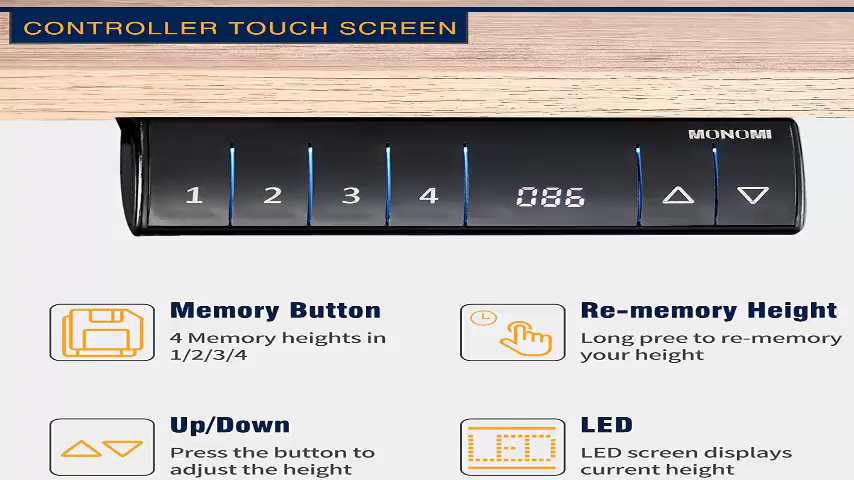 CONTROLLER TOUCH SCREEN
MONOMI
1 2 3 4 086
Memory Button
4 Memory heights in
1/2/3/4
Re-memory Height
Long pree to re-memory
your height
Up/Down
Press the button to
adjust the height
LED
LED
LED screen displays
current height